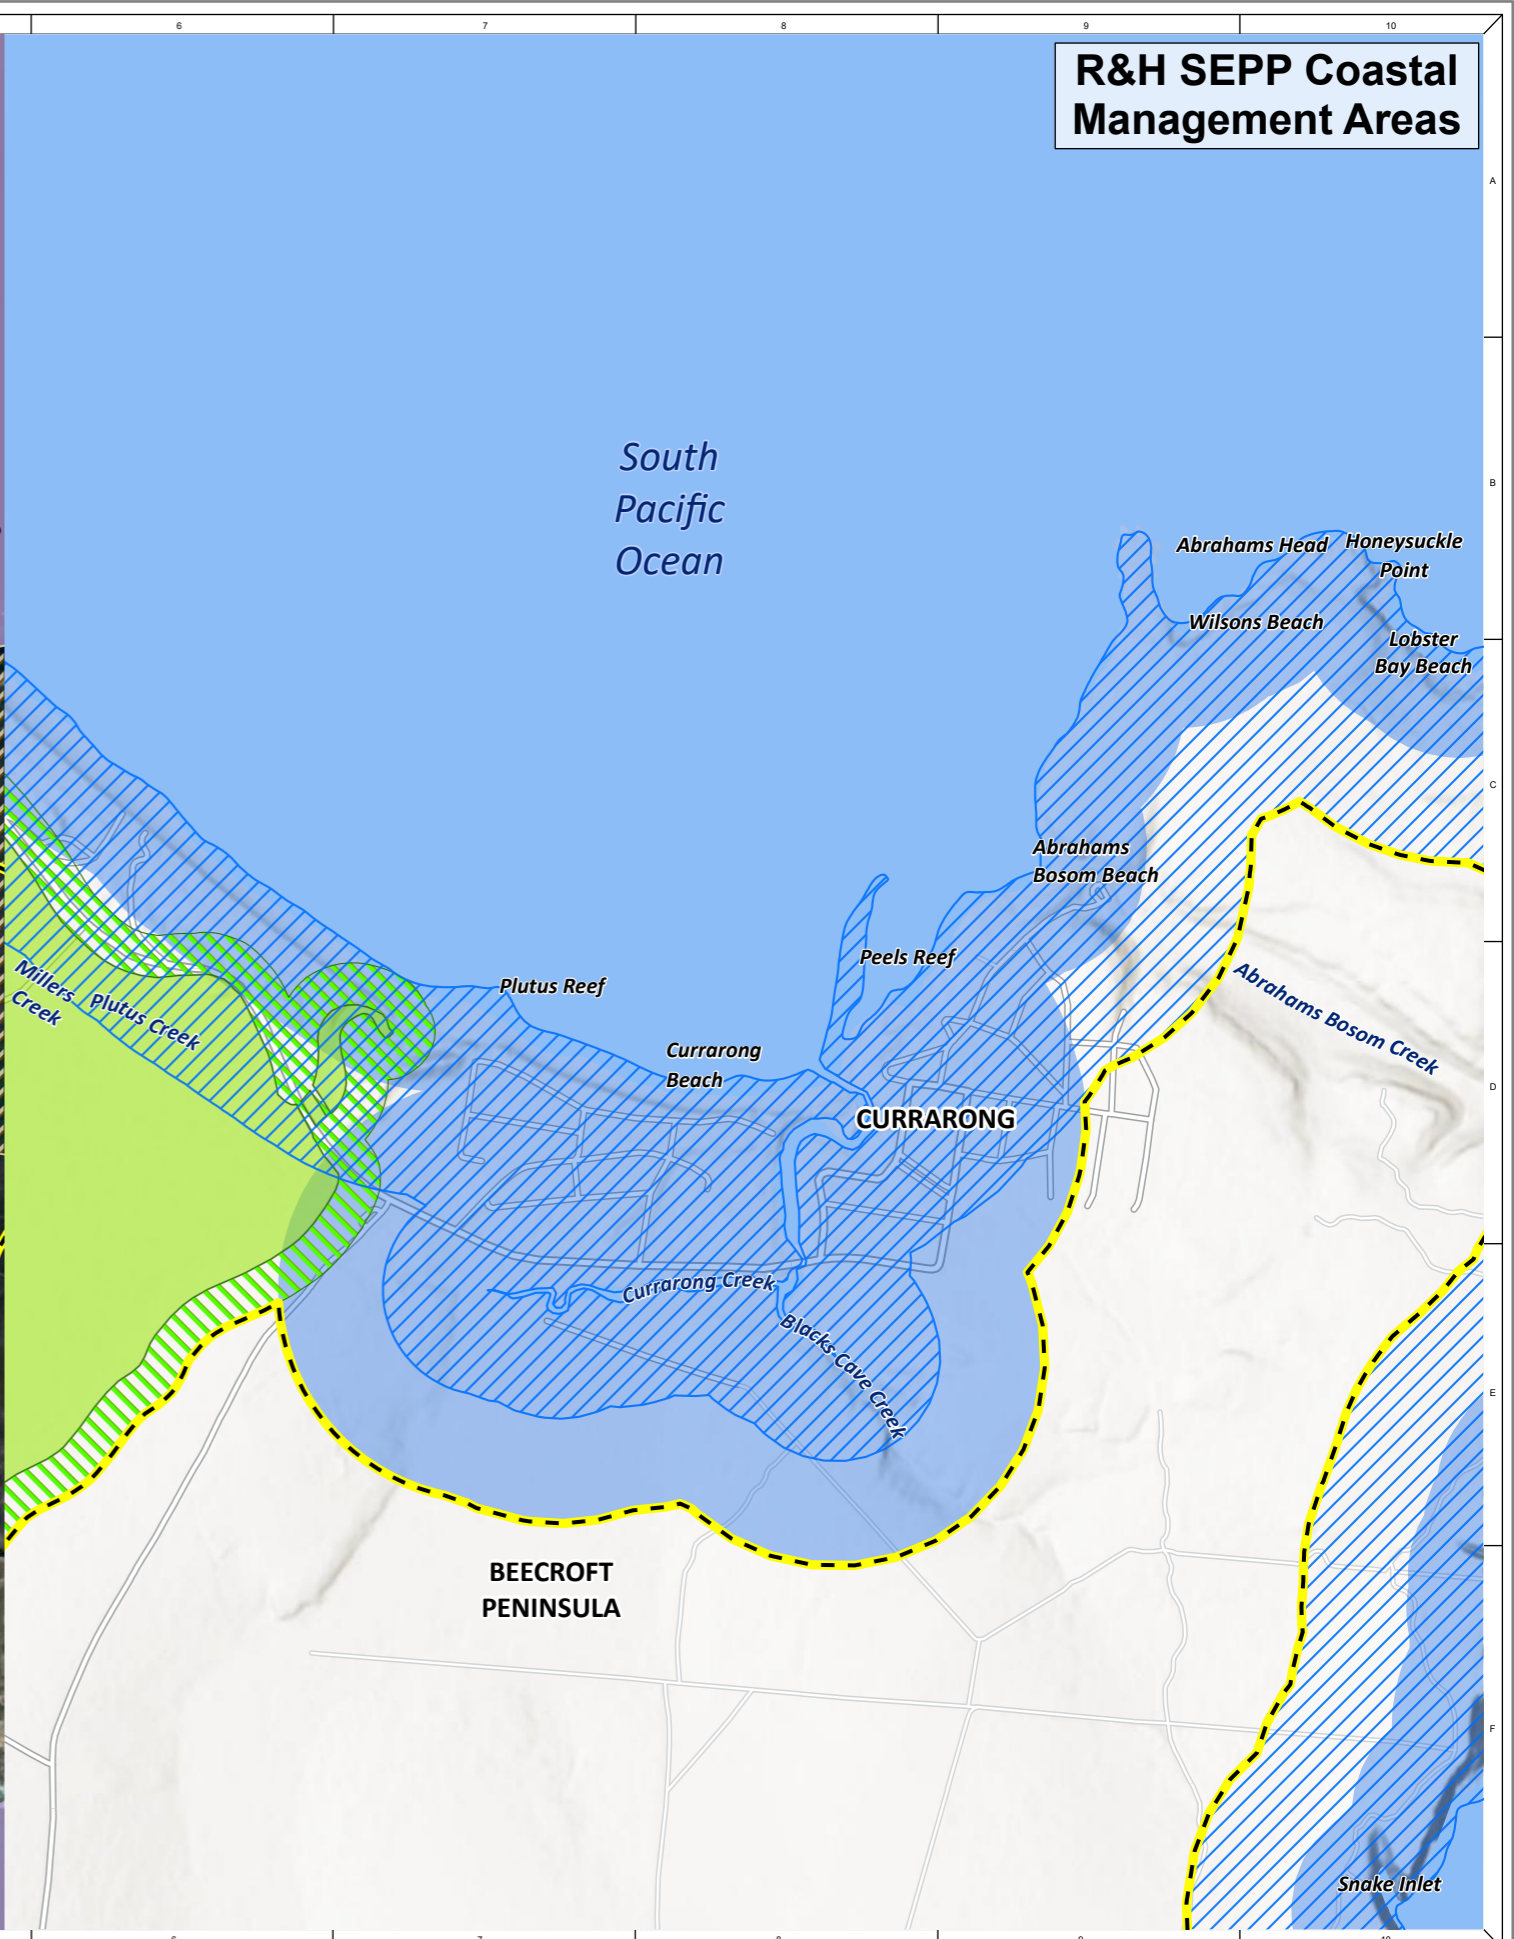 6 7 8 9 10
R&H SEPP Coastal
Management Areas
A
South
Pacific
Ocean
B
Abrahams Head
Honeysuckle
Point
Wilsons Beach
Lobster
Bay Beach
C
Abrahams
Bosom Beach
Peels Reef
Millers
Creek
Plutus Creek
Plutus Reef
Abrahams Bosom Creek
Currarong
Beach
D
CURRARONG
Currarong Creek
Blacks Cave Creek
E
BEECROFT
PENINSULA
F
Snake Inlet